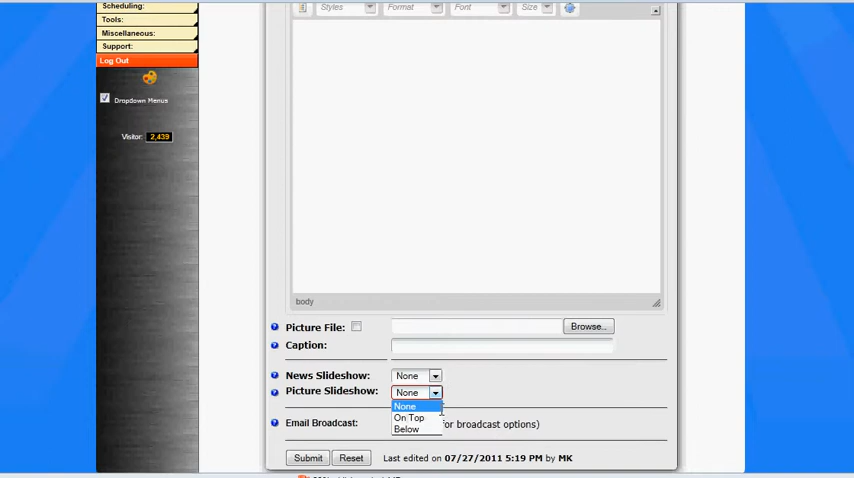 Scheduling:
Tools:
Miscellaneous:
Support:
Log Out
Dropdown Menus
Visitor: 2,439
Styles Format Font Size
body
Picture File: Browse..
Caption:
News Slideshow: None
Picture Slideshow: None
None
On Top
Below
Email Broadcast: for broadcast options)
Submit Reset Last edited on 07/27/2011 5:19 PM by MK